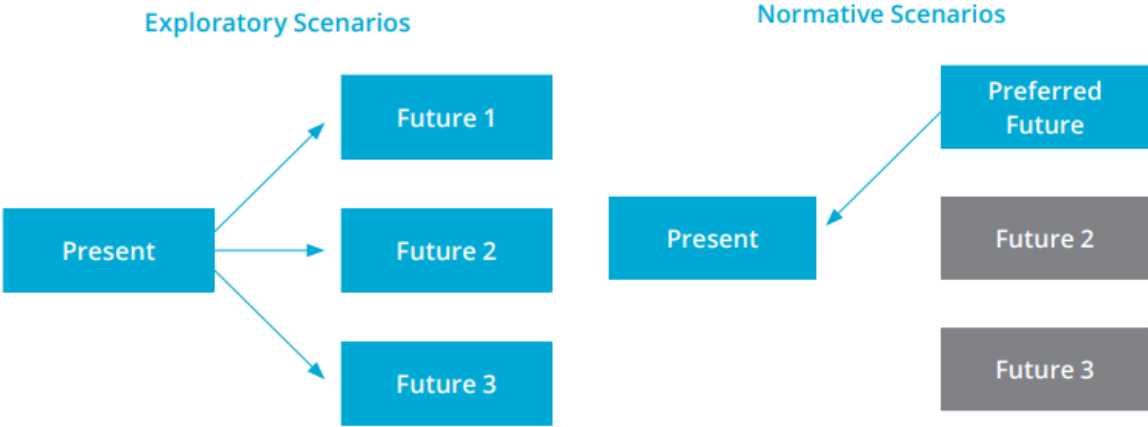 Exploratory Scenarios
Future 1
Present
Future 2
Future 3
Normative Scenarios
Preferred
Future
Present
Future 2
Future 3